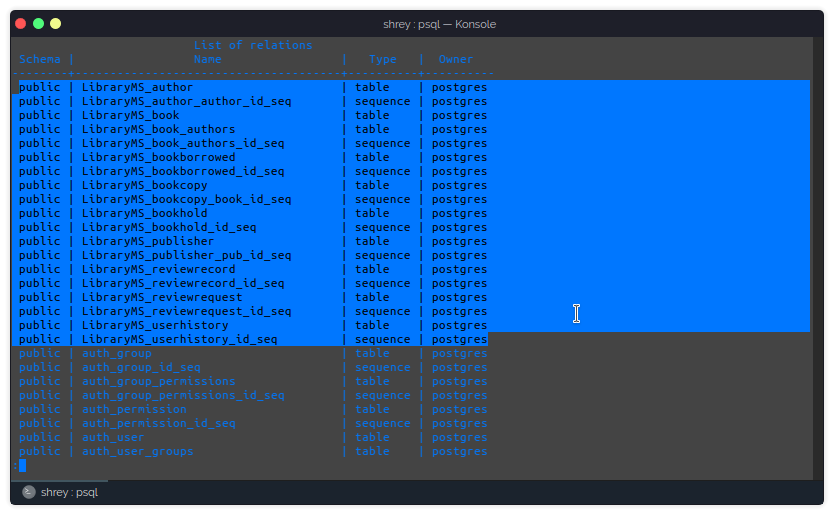 shrey : psql — Konsole
List of relations
Schema | Name | Type | Owner
--------+--------------------------------------+----------+----------
public | LibraryMS_author | table | postgres
public | LibraryMS_author_author_id_seq | sequence | postgres
public | LibraryMS_book | table | postgres
public | LibraryMS_book_authors | table | postgres
public | LibraryMS_book_authors_id_seq | sequence | postgres
public | LibraryMS_bookborrowed | table | postgres
public | LibraryMS_bookborrowed_id_seq | sequence | postgres
public | LibraryMS_bookcopy | table | postgres
public | LibraryMS_bookcopy_book_id_seq | sequence | postgres
public | LibraryMS_bookhold | table | postgres
public | LibraryMS_bookhold_id_seq | sequence | postgres
public | LibraryMS_publisher | table | postgres
public | LibraryMS_publisher_pub_id_seq | sequence | postgres
public | LibraryMS_reviewrecord | table | postgres
public | LibraryMS_reviewrecord_id_seq | sequence | postgres
public | LibraryMS_reviewrequest | table | postgres
public | LibraryMS_reviewrequest_id_seq | sequence | postgres
public | LibraryMS_userhistory | table | postgres
public | LibraryMS_userhistory_id_seq | sequence | postgres
public | auth_group | table | postgres
public | auth_group_id_seq | sequence | postgres
public | auth_group_permissions | table | postgres
public | auth_group_permissions_id_seq | sequence | postgres
public | auth_permission | table | postgres
public | auth_permission_id_seq | sequence | postgres
public | auth_user | table | postgres
public | auth_user_groups | table | postgres
:
shrey : psql